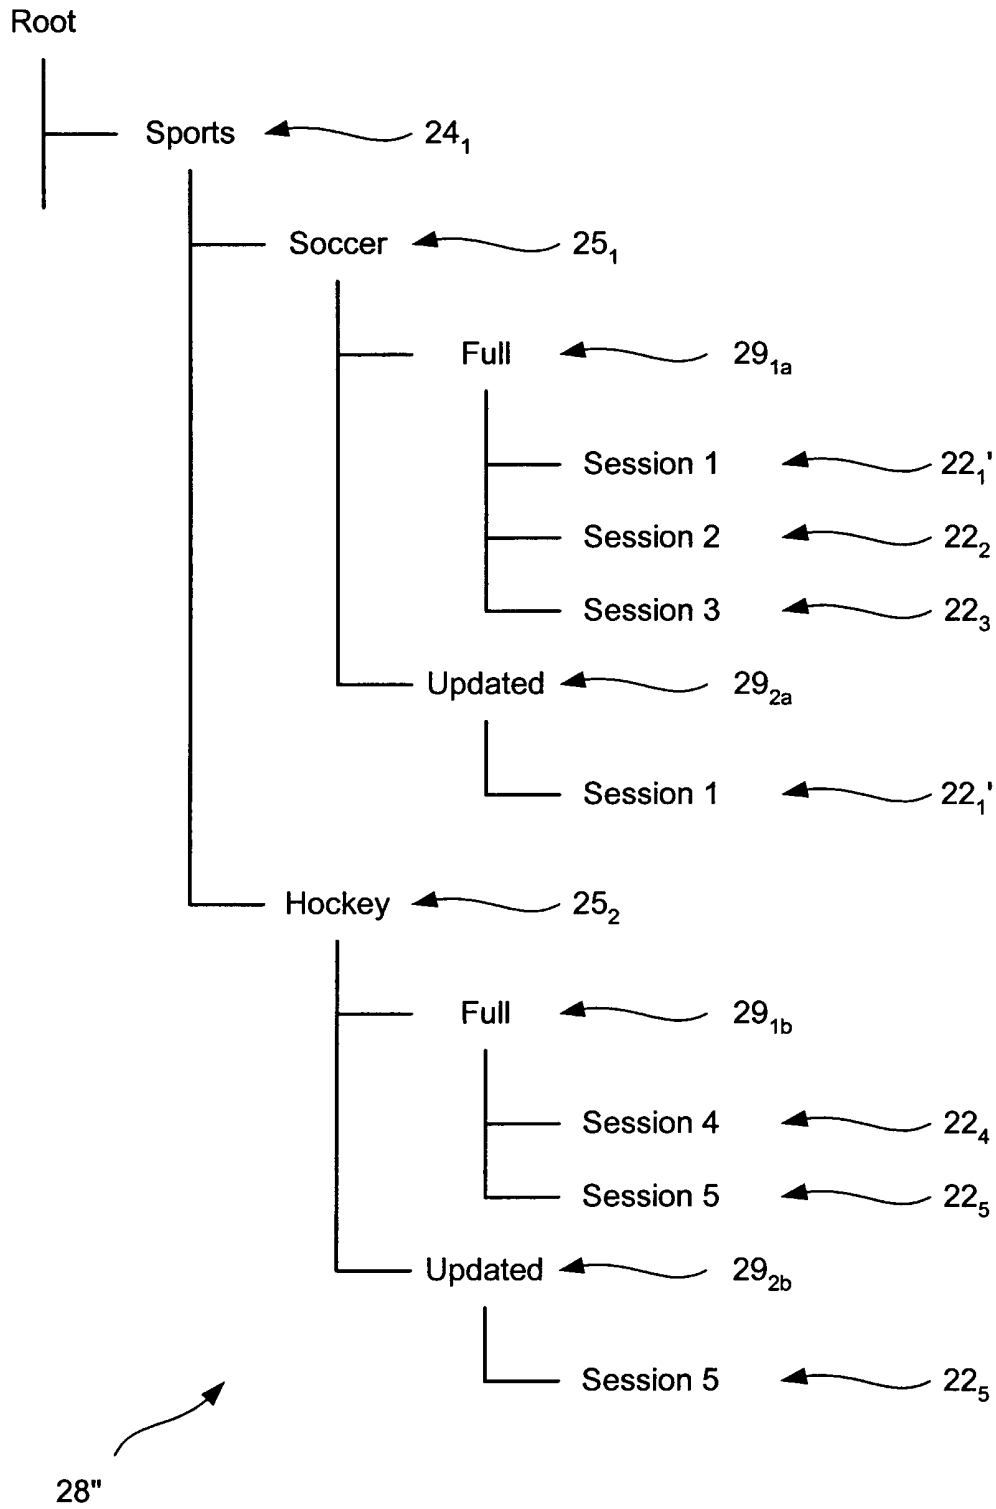 Root
Sports 24₁
Soccer 25₁
Full 29₁ₐ
Session 1 22₁'
Session 2 22₂
Session 3 22₃
Updated 29₂ₐ
Session 1 22₁'
Hockey 25₂
Full 29₁b
Session 4 22₄
Session 5 22₅
Updated 29₂b
Session 5 22₅
28"